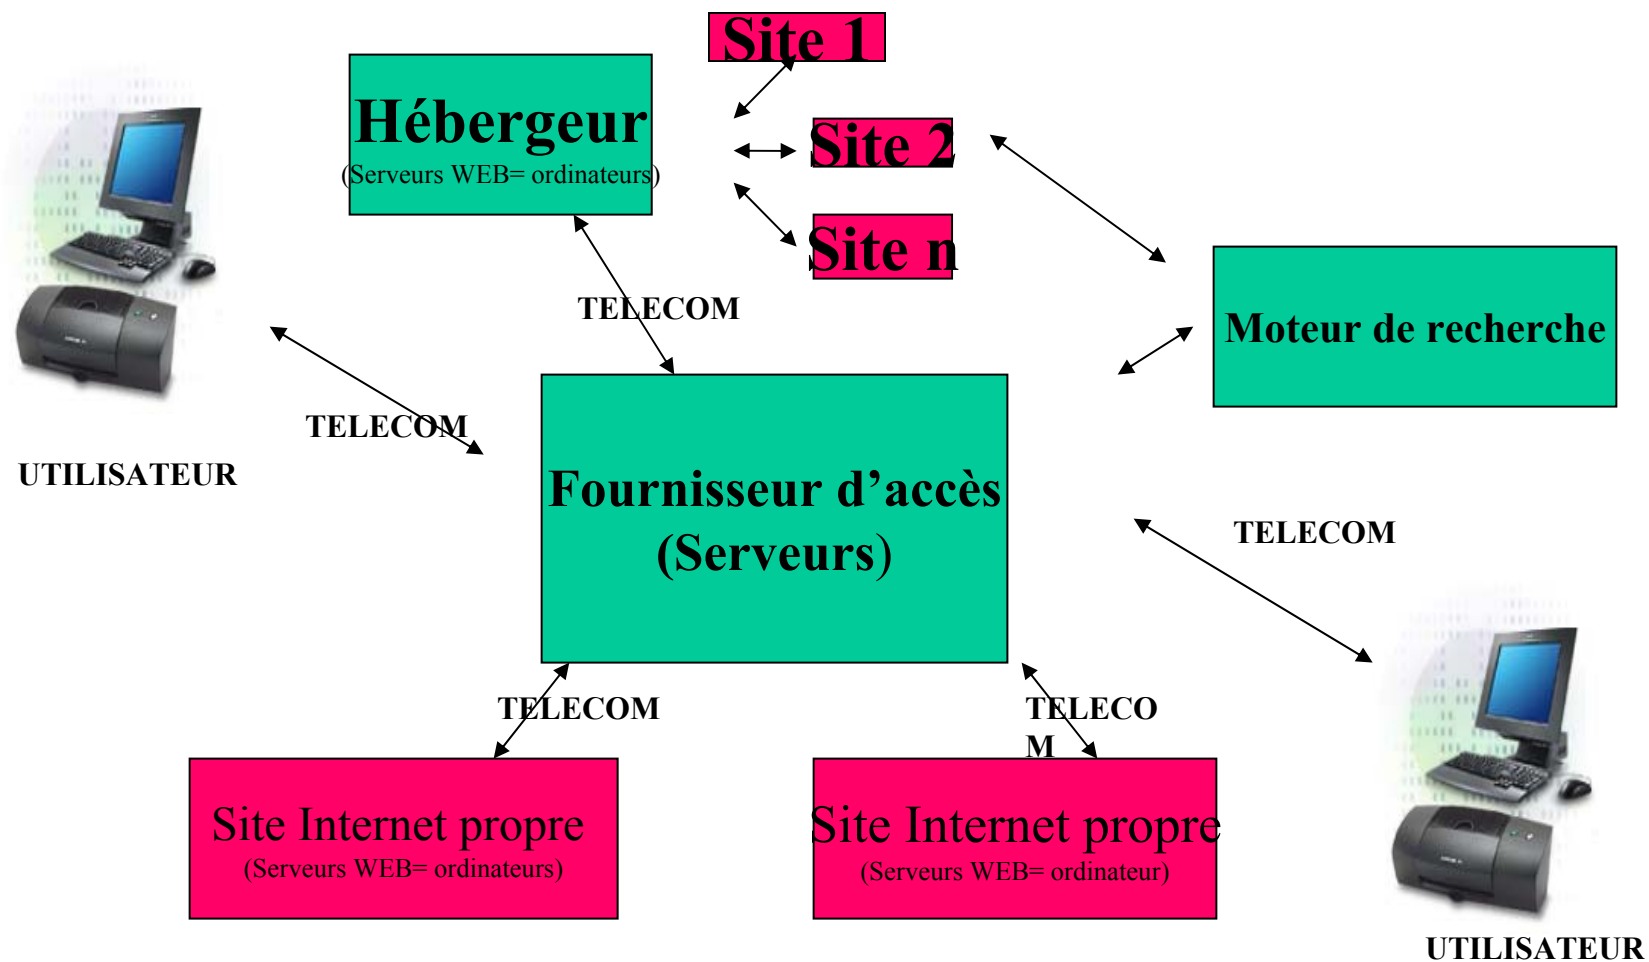 Site 1
Hébergeur
(Serveurs WEB= ordinateurs)
Site 2
Site n
TELECOM
Moteur de recherche
TELECOM
UTILISATEUR
Fournisseur d’accès
(Serveurs)
TELECOM
TELECOM
TELECO
M
Site Internet propre
(Serveurs WEB= ordinateurs)
Site Internet propre
(Serveurs WEB= ordinateur)
UTILISATEUR